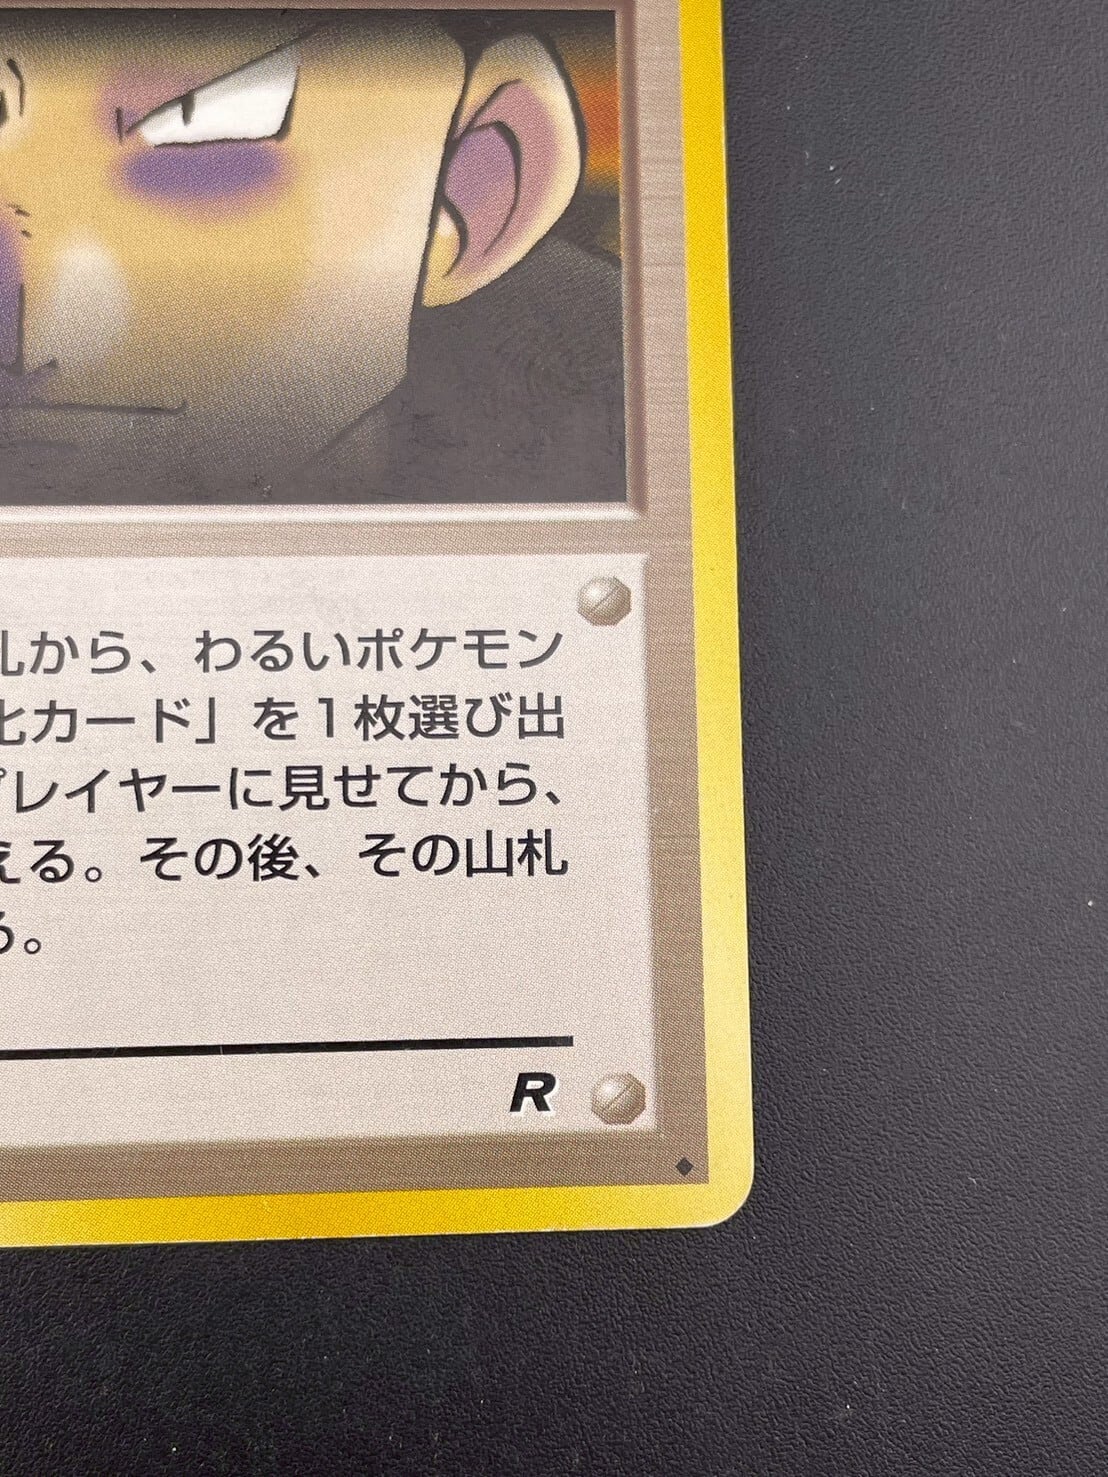 札から、わるいポケモン
化カード」を1枚選び出
プレイヤーに見せてから、
える。その後、その山札
る。
R